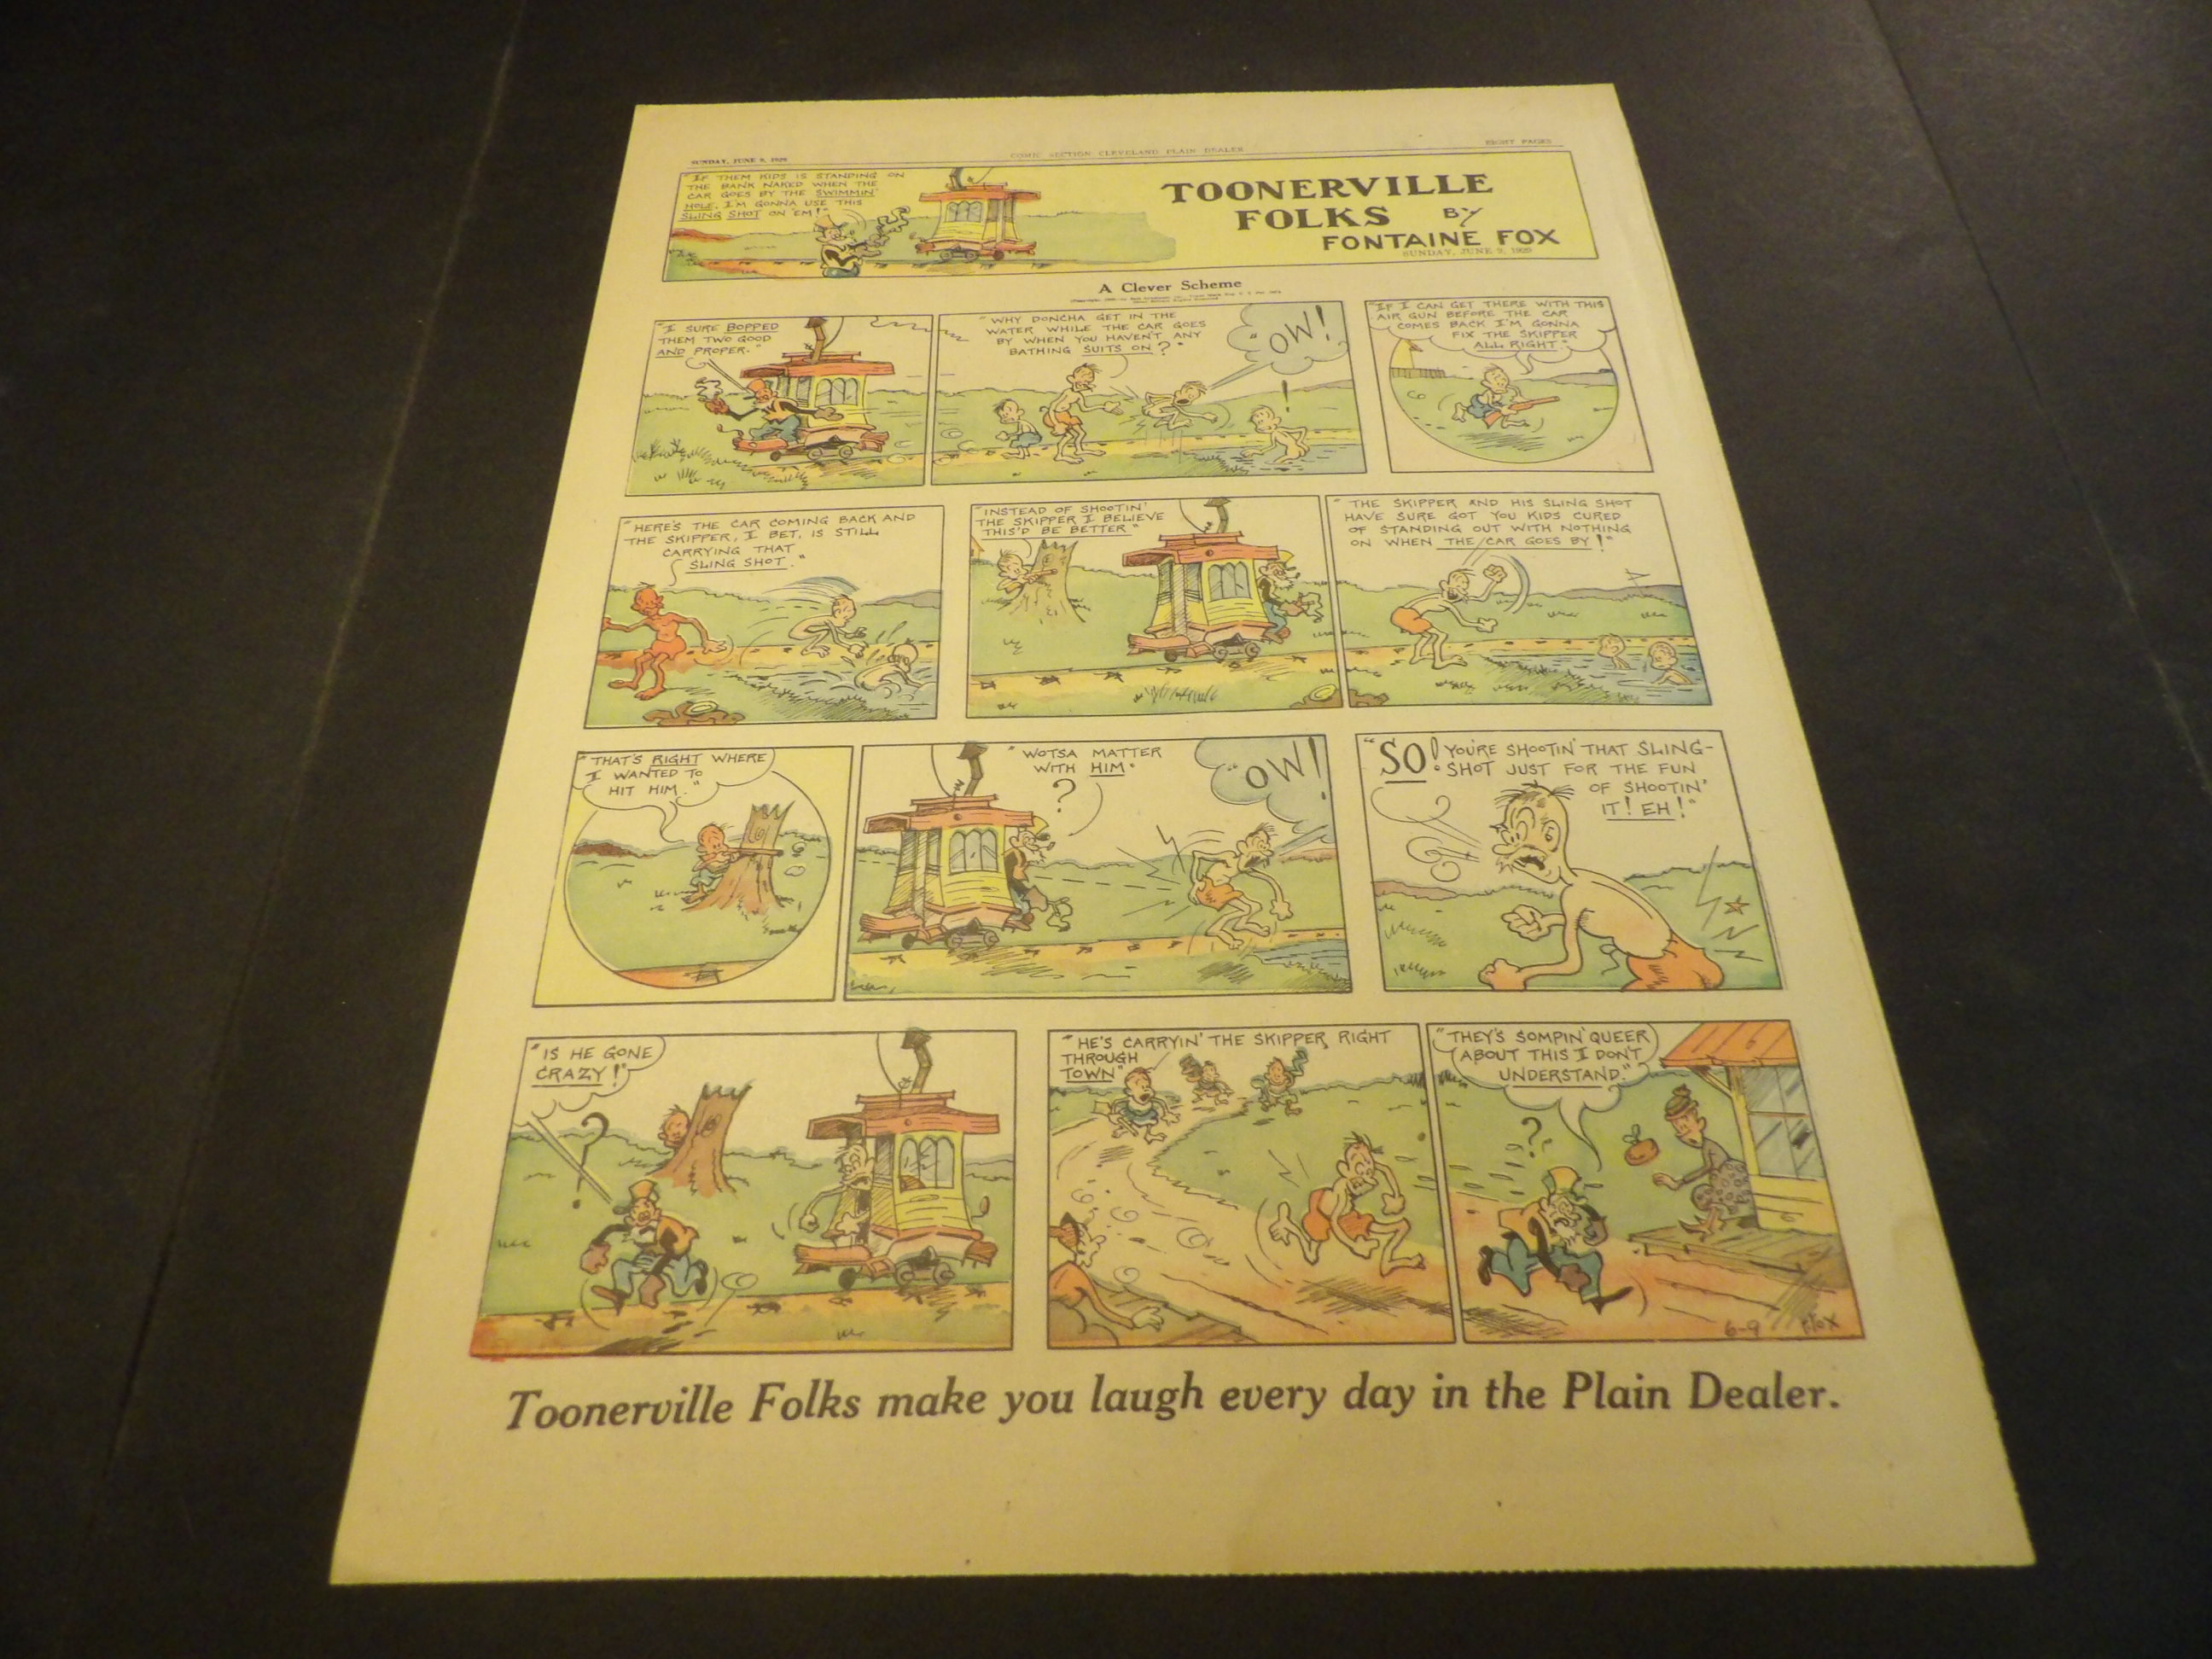 SUNDAY, JUNE 9, 1929
COMIC SECTION CLEVELAND PLAIN DEALER
EIGHT PAGES
"IF THEM KIDS IS STANDING ON
THE BANK NAKED WHEN THE
CAR GOES BY THE SWIMMIN'
HOLE, I'M GONNA USE THIS
SLING SHOT ON 'EM!"
TOONERVILLE
FOLKS BY
FONTAINE FOX
SUNDAY, JUNE 9, 1929
A Clever Scheme
"I SURE BOPPED
THEM TWO GOOD
AND PROPER."
"WHY DONCHA GET IN THE
WATER WHILE THE CAR GOES
BY WHEN YOU HAVEN'T ANY
BATHING SUITS ON?"
"OW!
!
"IF I CAN GET THERE WITH THIS
AIR GUN BEFORE THE CAR
COMES BACK I'M GONNA
FIX THE SKIPPER
ALL RIGHT."
"HERE'S THE CAR COMING BACK AND
THE SKIPPER, I BET, IS STILL
CARRYING THAT
SLING SHOT."
"INSTEAD OF SHOOTIN'
THE SKIPPER I BELIEVE
THIS'D BE BETTER"
"THE SKIPPER AND HIS SLING SHOT
HAVE SURE GOT YOU KIDS CURED
OF STANDING OUT WITH NOTHING
ON WHEN THE CAR GOES BY!"
"THAT'S RIGHT WHERE
I WANTED TO
HIT HIM."
"WOTSA MATTER
WITH HIM"
?
"OW!
"SO! YOU'RE SHOOTIN' THAT SLING-
SHOT JUST FOR THE FUN
OF SHOOTIN'
IT! EH!"
"IS HE GONE
CRAZY!"
?
"HE'S CARRYIN' THE SKIPPER RIGHT
THROUGH
TOWN"
"THEY'S SOMPIN' QUEER
ABOUT THIS I DON'T
UNDERSTAND."
?
6-9 FOX
Toonerville Folks make you laugh every day in the Plain Dealer.